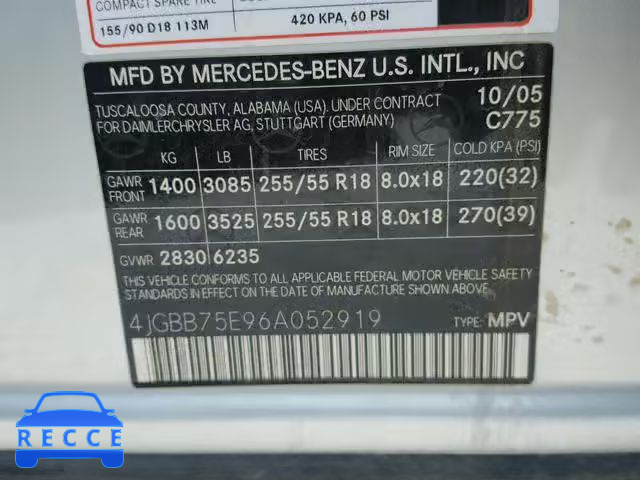 COMPACT SPARE TIRE
155/90 D18 113M
420 KPA, 60 PSI
MFD BY MERCEDES-BENZ U.S. INTL., INC
TUSCALOOSA COUNTY, ALABAMA (USA). UNDER CONTRACT 10/05
FOR DAIMLERCHRYSLER AG, STUTTGART (GERMANY) C775
KG LB TIRES RIM SIZE COLD KPA (PSI)
GAWR FRONT 1400 3085 255/55 R18 8.0x18 220(32)
GAWR REAR 1600 3525 255/55 R18 8.0x18 270(39)
GVWR 2830 6235
THIS VEHICLE CONFORMS TO ALL APPLICABLE FEDERAL MOTOR VEHICLE SAFETY
STANDARDS IN EFFECT ON THE DATE OF MANUFACTURE SHOWN ABOVE.
4JGBB75E96A052919 TYPE: MPV
RECCE